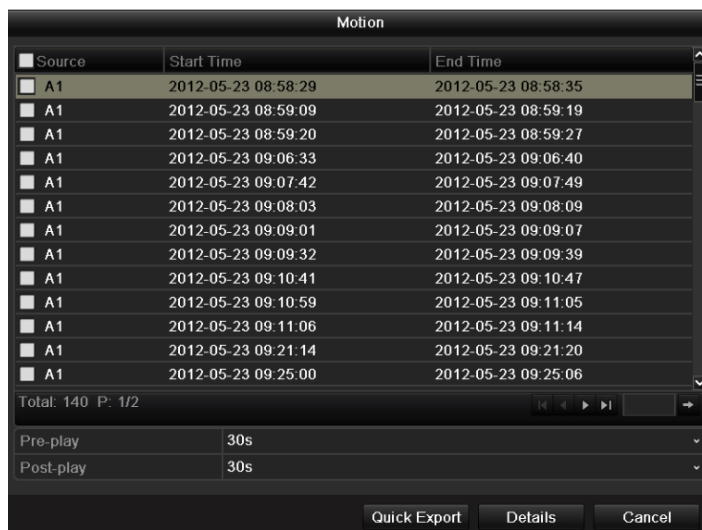 Motion
Source Start Time End Time
A1 2012-05-23 08:58:29 2012-05-23 08:58:35
A1 2012-05-23 08:59:09 2012-05-23 08:59:19
A1 2012-05-23 08:59:20 2012-05-23 08:59:27
A1 2012-05-23 09:06:33 2012-05-23 09:06:40
A1 2012-05-23 09:07:42 2012-05-23 09:07:49
A1 2012-05-23 09:08:03 2012-05-23 09:08:09
A1 2012-05-23 09:09:01 2012-05-23 09:09:07
A1 2012-05-23 09:09:32 2012-05-23 09:09:39
A1 2012-05-23 09:10:41 2012-05-23 09:10:47
A1 2012-05-23 09:10:59 2012-05-23 09:11:05
A1 2012-05-23 09:11:06 2012-05-23 09:11:14
A1 2012-05-23 09:21:14 2012-05-23 09:21:20
A1 2012-05-23 09:25:00 2012-05-23 09:25:06
Total: 140 P: 1/2
Pre-play 30s
Post-play 30s
Quick Export Details Cancel